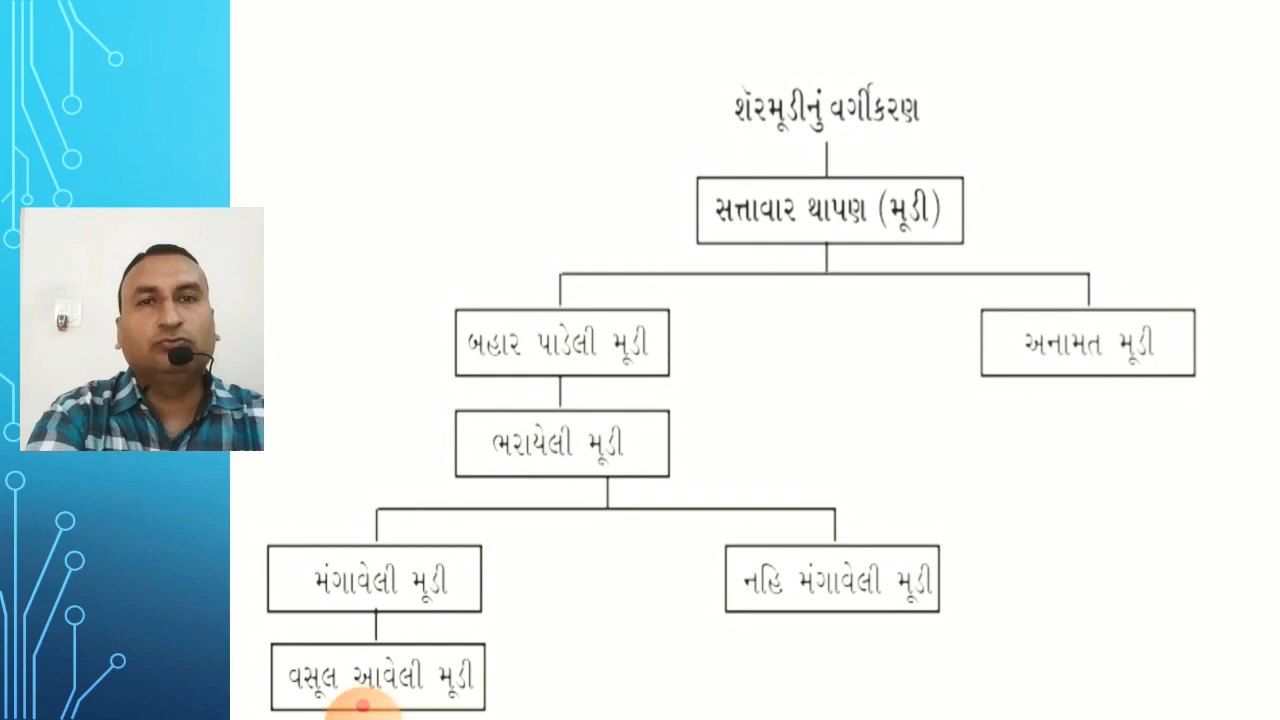 શૅરમૂડીનું વર્ગીકરણ
સત્તાવાર થાપણ (મૂડી)
બહાર પાડેલી મૂડી
અનામત મૂડી
ભરાયેલી મૂડી
મંગાવેલી મૂડી
નહિ મંગાવેલી મૂડી
વસૂલ આવેલી મૂડી